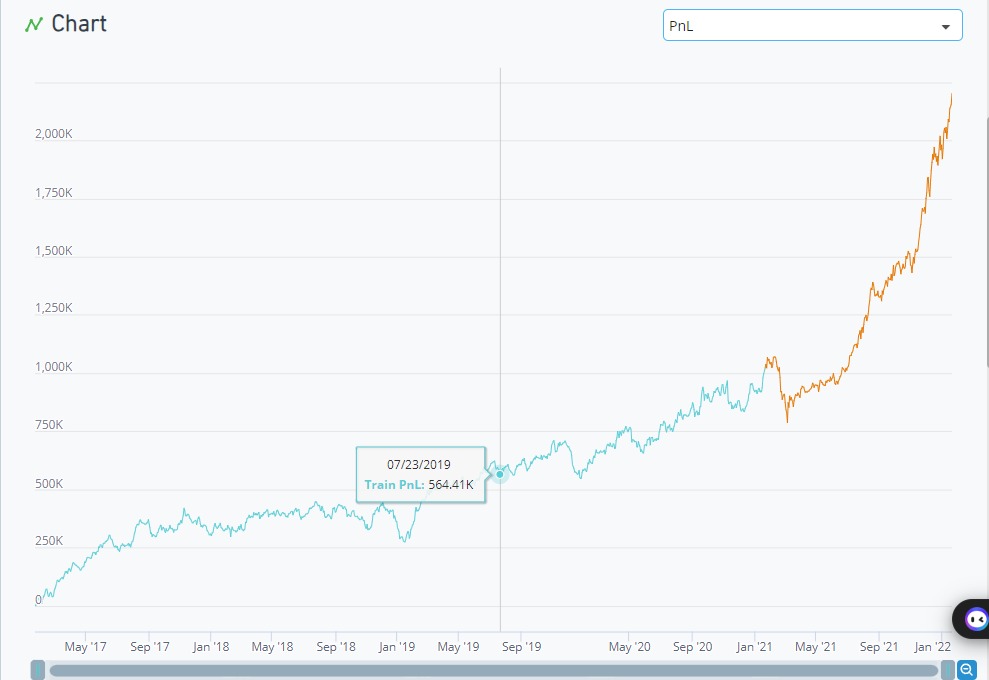 Chart
PnL
2,000K
1,750K
1,500K
1,250K
1,000K
750K
500K
250K
0
07/23/2019
Train PnL: 564.41K
May '17 Sep '17 Jan '18 May '18 Sep '18 Jan '19 May '19 Sep '19 May '20 Sep '20 Jan '21 May '21 Sep '21 Jan '22